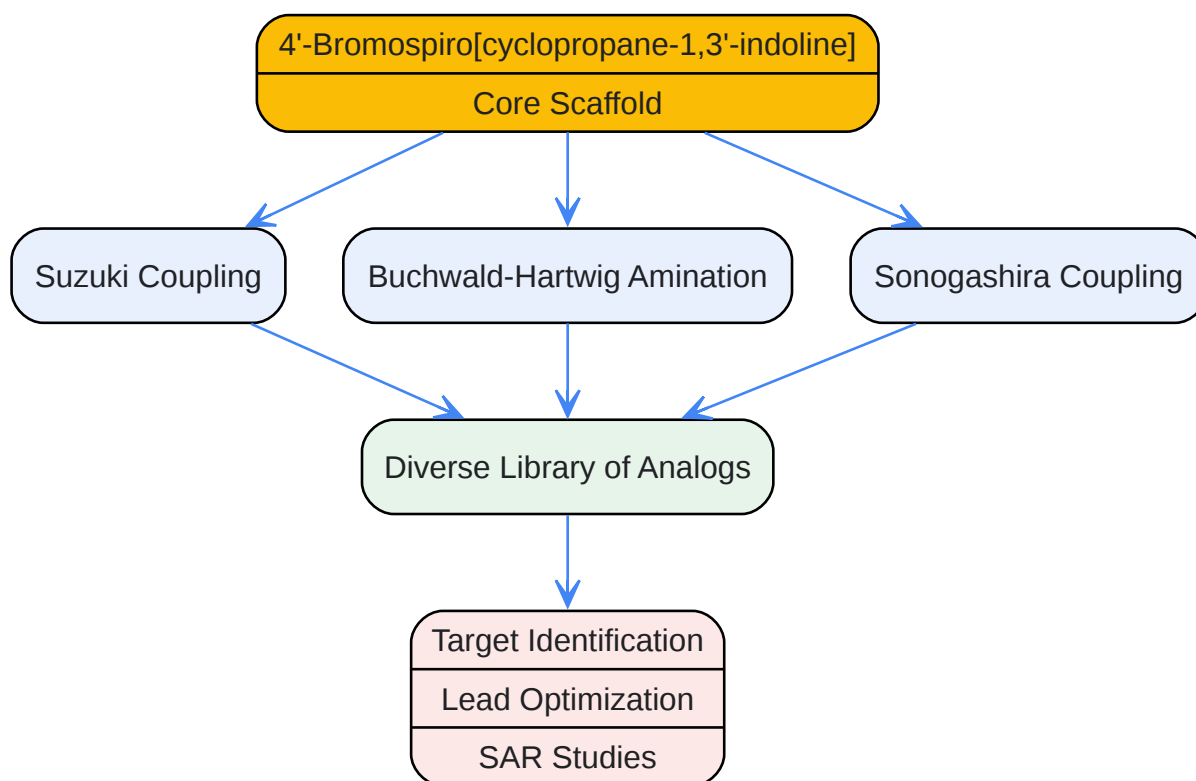 4'-Bromospiro[cyclopropane-1,3'-indoline]
Core Scaffold
Suzuki Coupling
Buchwald-Hartwig Amination
Sonogashira Coupling
Diverse Library of Analogs
Target Identification
Lead Optimization
SAR Studies